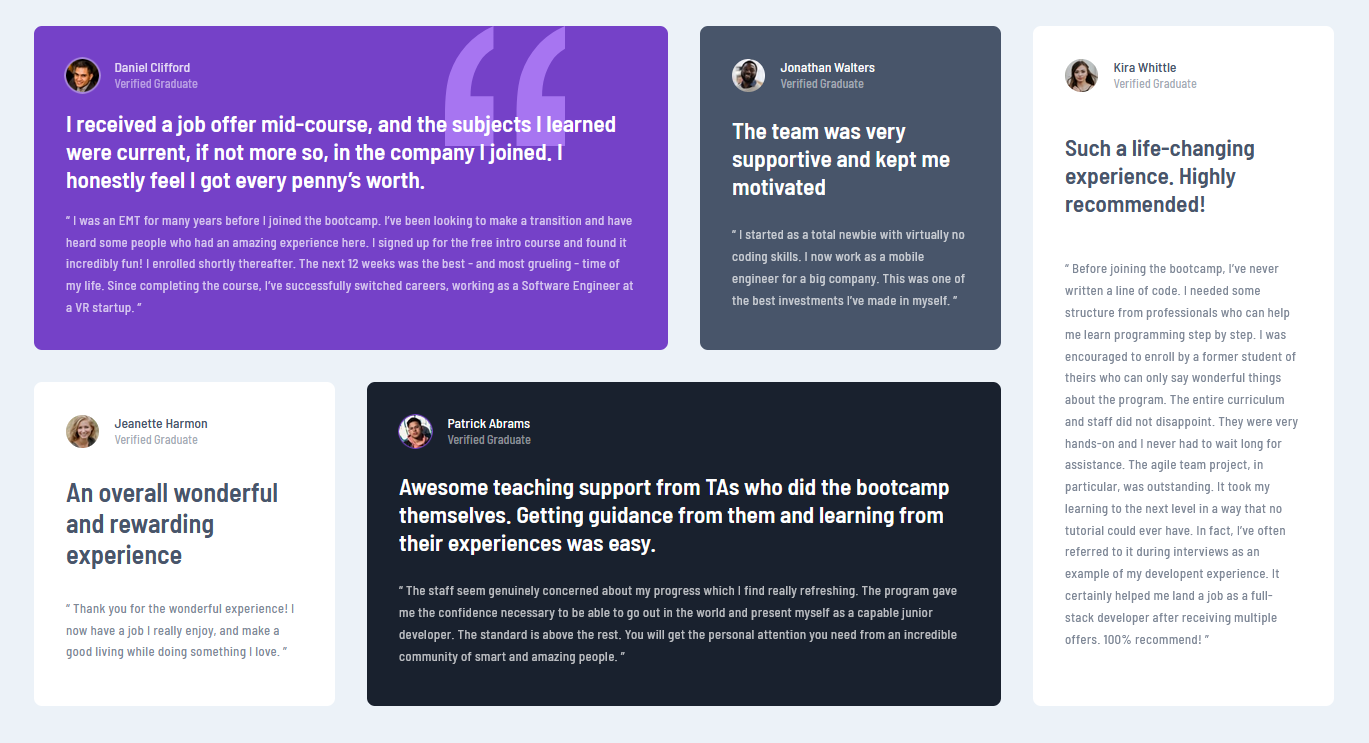 Daniel Clifford
Verified Graduate
I received a job offer mid-course, and the subjects I learned
were current, if not more so, in the company I joined. I
honestly feel I got every penny’s worth.
“ I was an EMT for many years before I joined the bootcamp. I’ve been looking to make a transition and have
heard some people who had an amazing experience here. I signed up for the free intro course and found it
incredibly fun! I enrolled shortly thereafter. The next 12 weeks was the best - and most grueling - time of
my life. Since completing the course, I’ve successfully switched careers, working as a Software Engineer at
a VR startup. ”
Jonathan Walters
Verified Graduate
The team was very
supportive and kept me
motivated
“ I started as a total newbie with virtually no
coding skills. I now work as a mobile
engineer for a big company. This was one of
the best investments I’ve made in myself. ”
Kira Whittle
Verified Graduate
Such a life-changing
experience. Highly
recommended!
“ Before joining the bootcamp, I’ve never
written a line of code. I needed some
structure from professionals who can help
me learn programming step by step. I was
encouraged to enroll by a former student of
theirs who can only say wonderful things
about the program. The entire curriculum
and staff did not disappoint. They were very
hands-on and I never had to wait long for
assistance. The agile team project, in
particular, was outstanding. It took my
learning to the next level in a way that no
tutorial could ever have. In fact, I’ve often
referred to it during interviews as an
example of my developent experience. It
certainly helped me land a job as a full-
stack developer after receiving multiple
offers. 100% recommend! ”
Jeanette Harmon
Verified Graduate
An overall wonderful
and rewarding
experience
“ Thank you for the wonderful experience! I
now have a job I really enjoy, and make a
good living while doing something I love. ”
Patrick Abrams
Verified Graduate
Awesome teaching support from TAs who did the bootcamp
themselves. Getting guidance from them and learning from
their experiences was easy.
“ The staff seem genuinely concerned about my progress which I find really refreshing. The program gave
me the confidence necessary to be able to go out in the world and present myself as a capable junior
developer. The standard is above the rest. You will get the personal attention you need from an incredible
community of smart and amazing people. ”